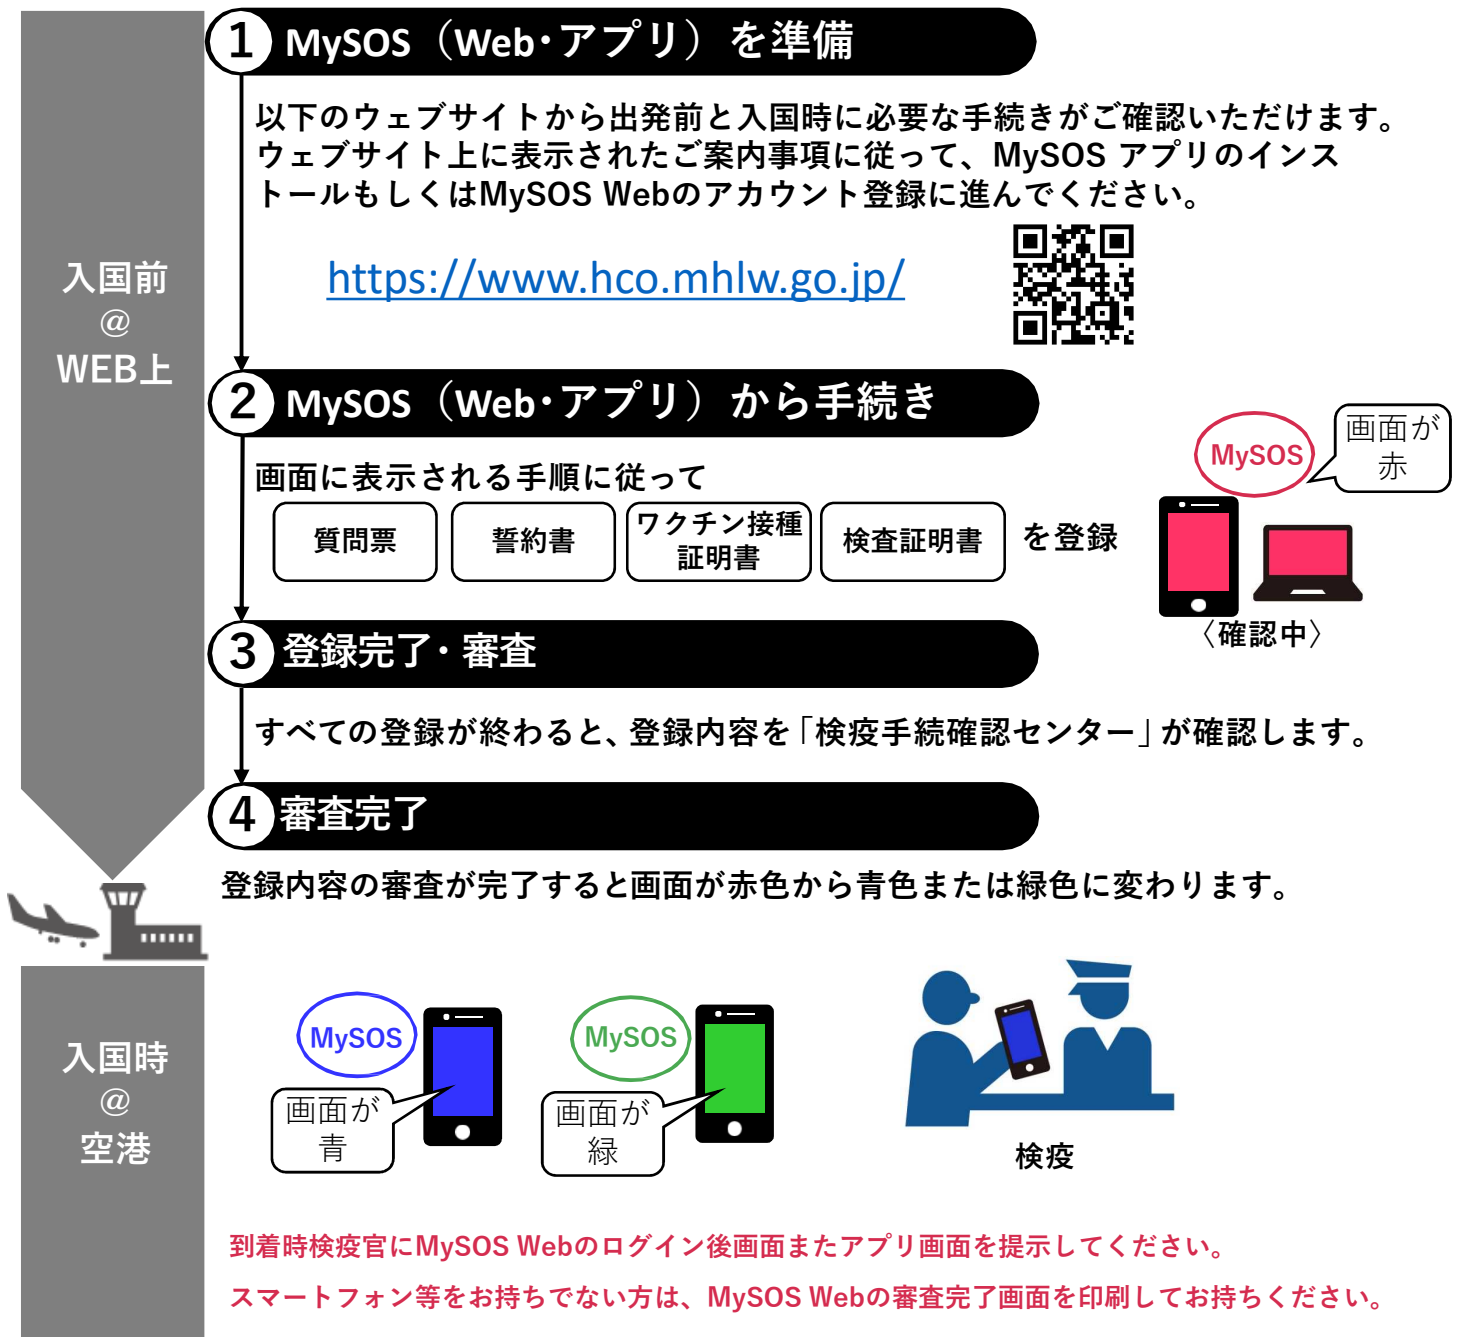 1 MySOS（Web・アプリ）を準備
以下のウェブサイトから出発前と入国時に必要な手続きがご確認いただけます。
ウェブサイト上に表示されたご案内事項に従って、MySOS アプリのインス
トールもしくはMySOS Webのアカウント登録に進んでください。
https://www.hco.mhlw.go.jp/
入国前
@
WEB上
2 MySOS（Web・アプリ）から手続き
画面に表示される手順に従って
質問票
誓約書
ワクチン接種
証明書
検査証明書
を登録
MySOS
画面が
赤
〈確認中〉
3 登録完了・審査
すべての登録が終わると、登録内容を「検疫手続確認センター」が確認します。
4 審査完了
登録内容の審査が完了すると画面が赤色から青色または緑色に変わります。
入国時
@
空港
MySOS
画面が
青
MySOS
画面が
緑
検疫
到着時検疫官にMySOS Webのログイン後画面またアプリ画面を提示してください。
スマートフォン等をお持ちでない方は、MySOS Webの審査完了画面を印刷してお持ちください。